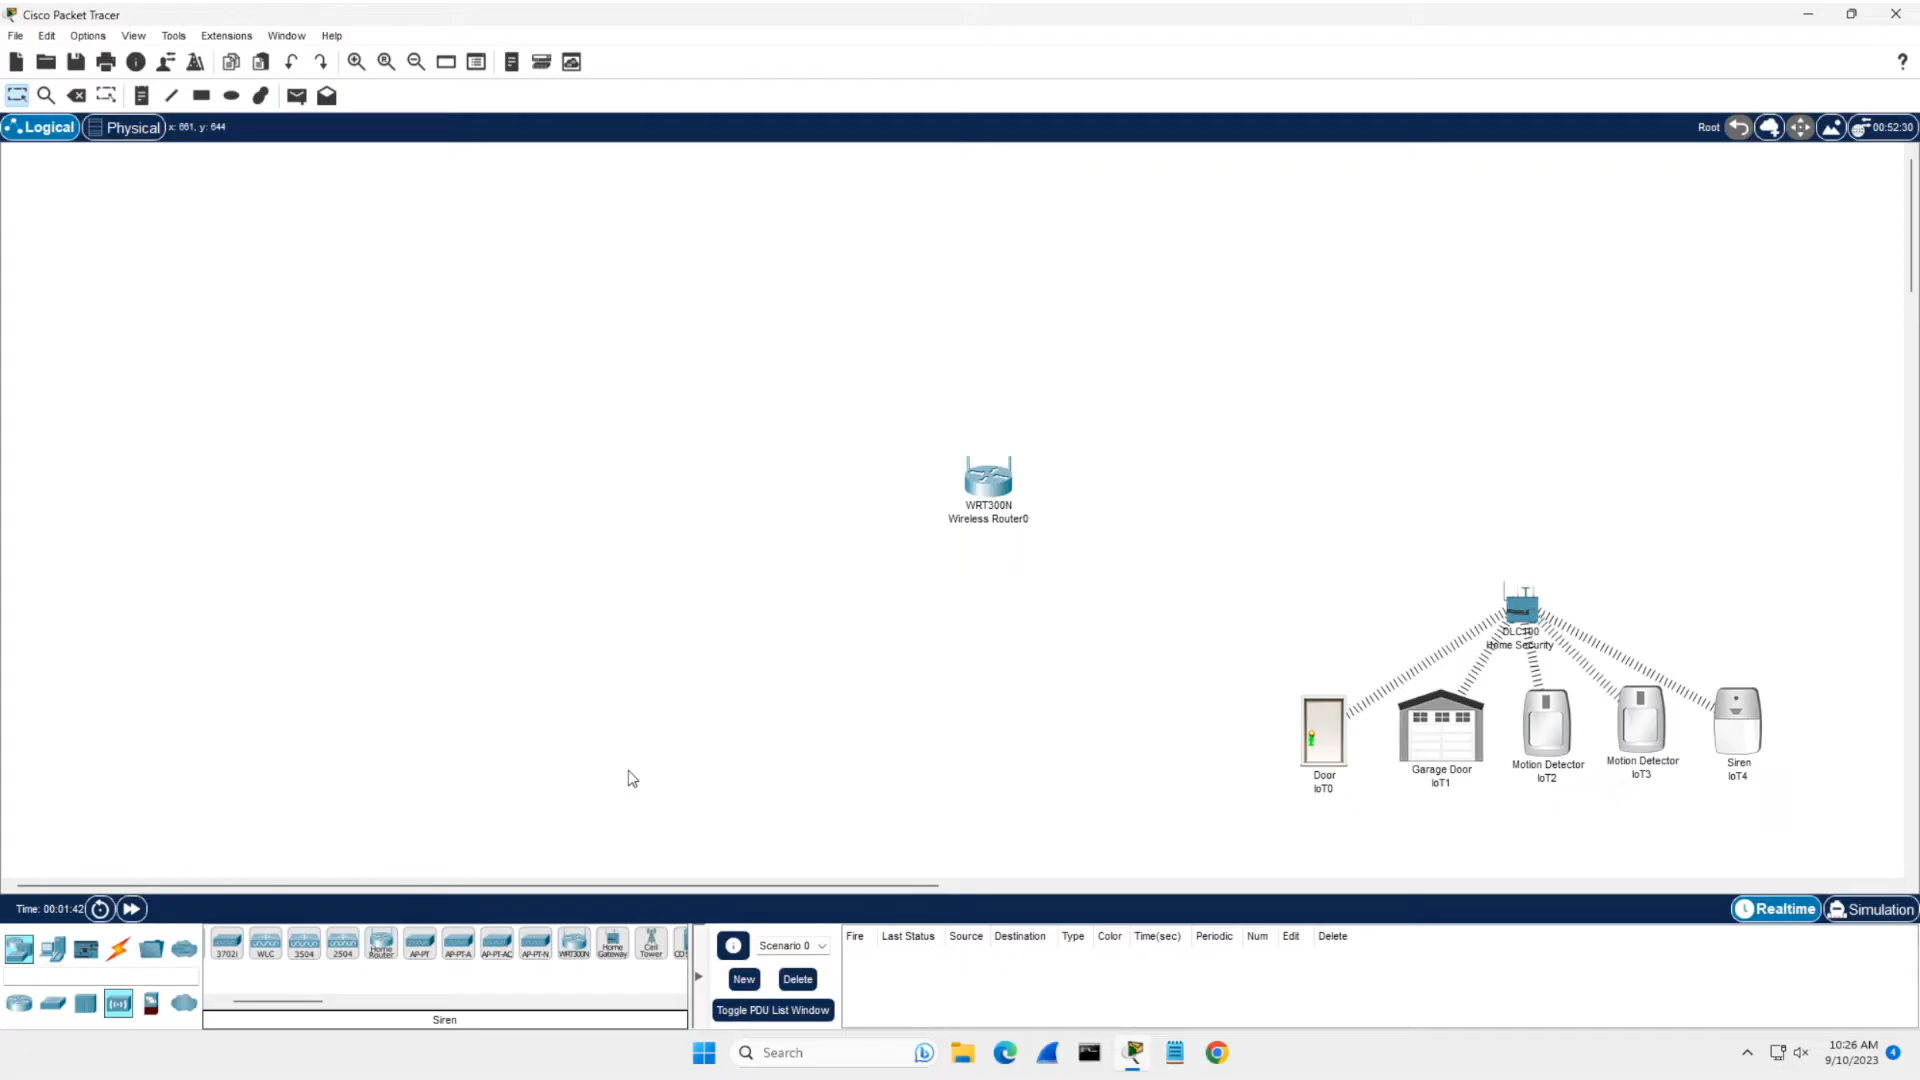 Cisco Packet Tracer
File Edit Options View Tools Extensions Window Help
?
Logical Physical x: 661, y: 644 Root 00:52:30
WRT300N
Wireless Router0
DLC100
Home Security
Door
IoT0
Garage Door
IoT1
Motion Detector
IoT2
Motion Detector
IoT3
Siren
IoT4
Time: 00:01:42 Realtime Simulation
3702i WLC 3504 2504 Home Router AP-PT AP-PT-A AP-PT-AC AP-PT-N WRT300N Home Gateway Cell Tower
Siren
Scenario 0
New Delete
Toggle PDU List Window
Fire Last Status Source Destination Type Color Time(sec) Periodic Num Edit Delete
Search
10:26 AM
9/10/2023
4